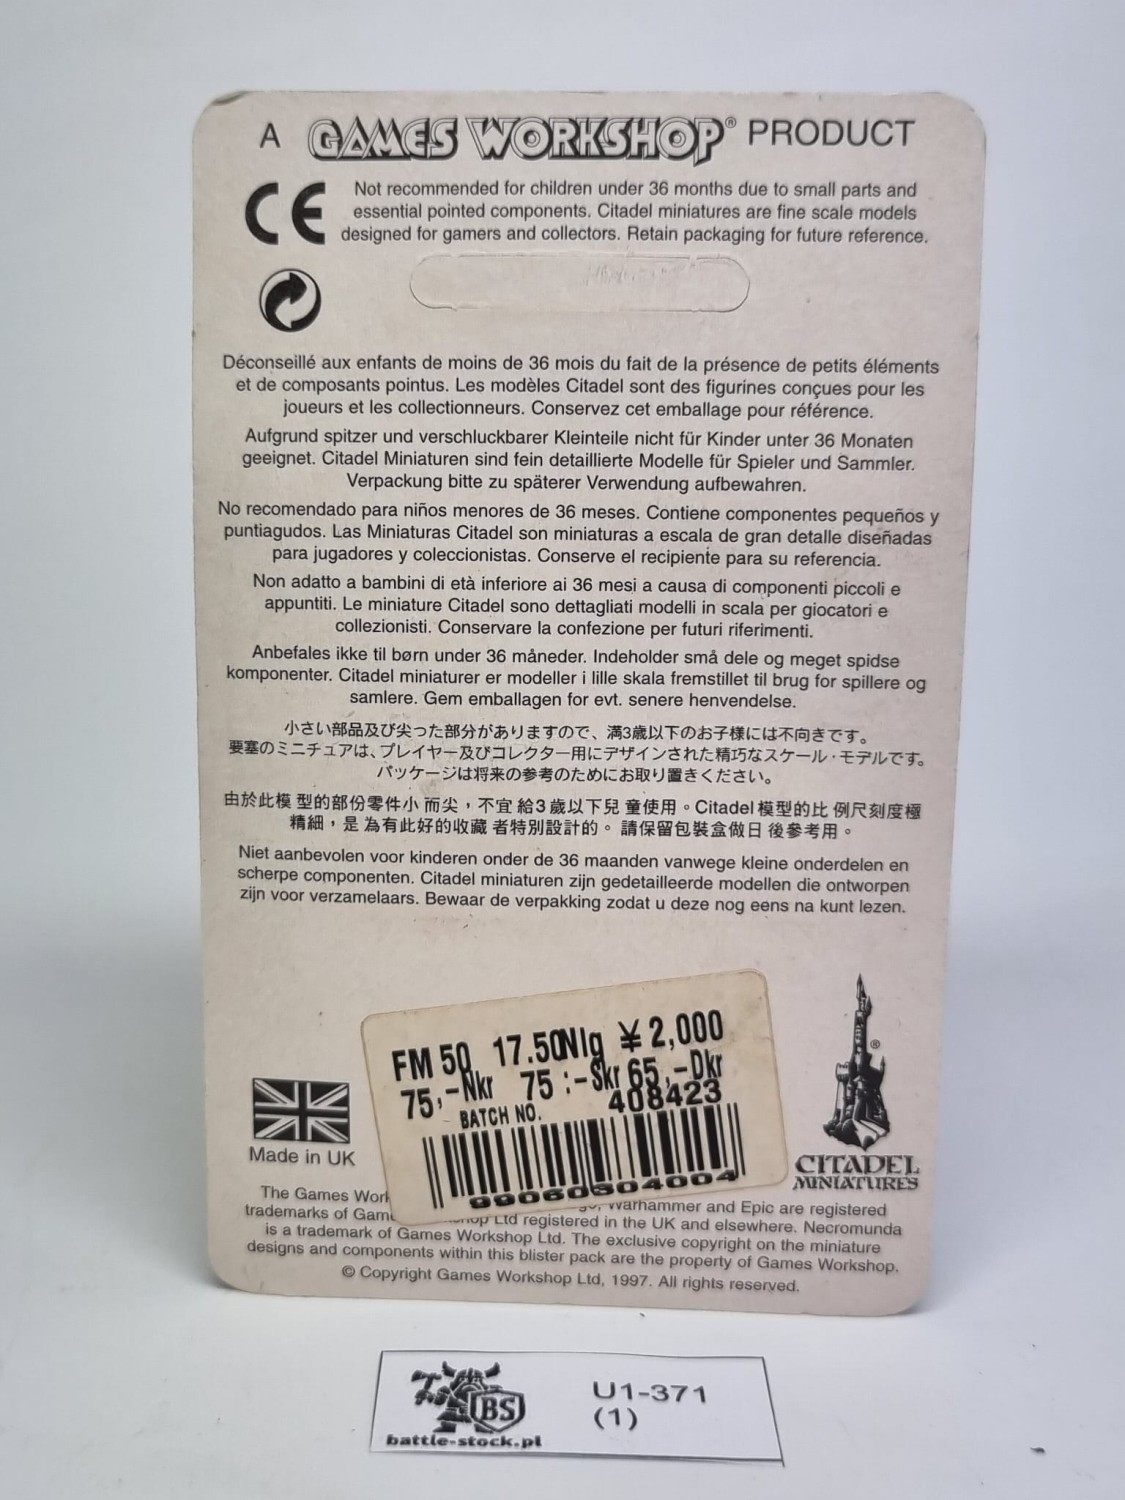 A GAMES WORKSHOP® PRODUCT
CE Not recommended for children under 36 months due to small parts and
essential pointed components. Citadel miniatures are fine scale models
designed for gamers and collectors. Retain packaging for future reference.
Déconseillé aux enfants de moins de 36 mois du fait de la présence de petits éléments
et de composants pointus. Les modèles Citadel sont des figurines conçues pour les
joueurs et les collectionneurs. Conservez cet emballage pour référence.
Aufgrund spitzer und verschluckbarer Kleinteile nicht für Kinder unter 36 Monaten
geeignet. Citadel Miniaturen sind fein detaillierte Modelle für Spieler und Sammler.
Verpackung bitte zu späterer Verwendung aufbewahren.
No recomendado para niños menores de 36 meses. Contiene componentes pequeños y
puntiagudos. Las Miniaturas Citadel son miniaturas a escala de gran detalle diseñadas
para jugadores y coleccionistas. Conserve el recipiente para su referencia.
Non adatto a bambini di età inferiore ai 36 mesi a causa di componenti piccoli e
appuntiti. Le miniature Citadel sono dettagliati modelli in scala per giocatori e
collezionisti. Conservare la confezione per futuri riferimenti.
Anbefales ikke til børn under 36 måneder. Indeholder små dele og meget spidse
komponenter. Citadel miniaturer er modeller i lille skala fremstillet til brug for spillere og
samlere. Gem emballagen for evt. senere henvendelse.
小さい部品及び尖った部分がありますので、満3歳以下のお子様には不向きです。
要塞のミニチュアは、プレイヤー及びコレクター用にデザインされた精巧なスケール・モデルです。
パッケージは将来の参考のためにお取り置きください。
由於此模 型的部份零件小 而尖，不宜 給3歲以下兒 童使用。Citadel模型的比 例尺刻度極
精細，是 為有此好的收藏 者特別設計的。 請保留包裝盒做日 後參考用。
Niet aanbevolen voor kinderen onder de 36 maanden vanwege kleine onderdelen en
scherpe componenten. Citadel miniaturen zijn gedetailleerde modellen die ontworpen
zijn voor verzamelaars. Bewaar de verpakking zodat u deze nog eens na kunt lezen.
FM 50 17.50Nlg ¥2,000
75,-Nkr 75:-Skr 65,-Dkr
BATCH NO. 408423
99060304004
Made in UK
®
CITADEL
MINIATURES
The Games Warhammer and Epic are registered
trademarks of Ltd registered in the UK and elsewhere. Necromunda
is a trademark of Games Workshop Ltd. The exclusive copyright on the miniature
designs and components within this blister pack are the property of Games Workshop.
© Copyright Games Workshop Ltd, 1997. All rights reserved.
BS
battle-stock.pl
U1-371
(1)